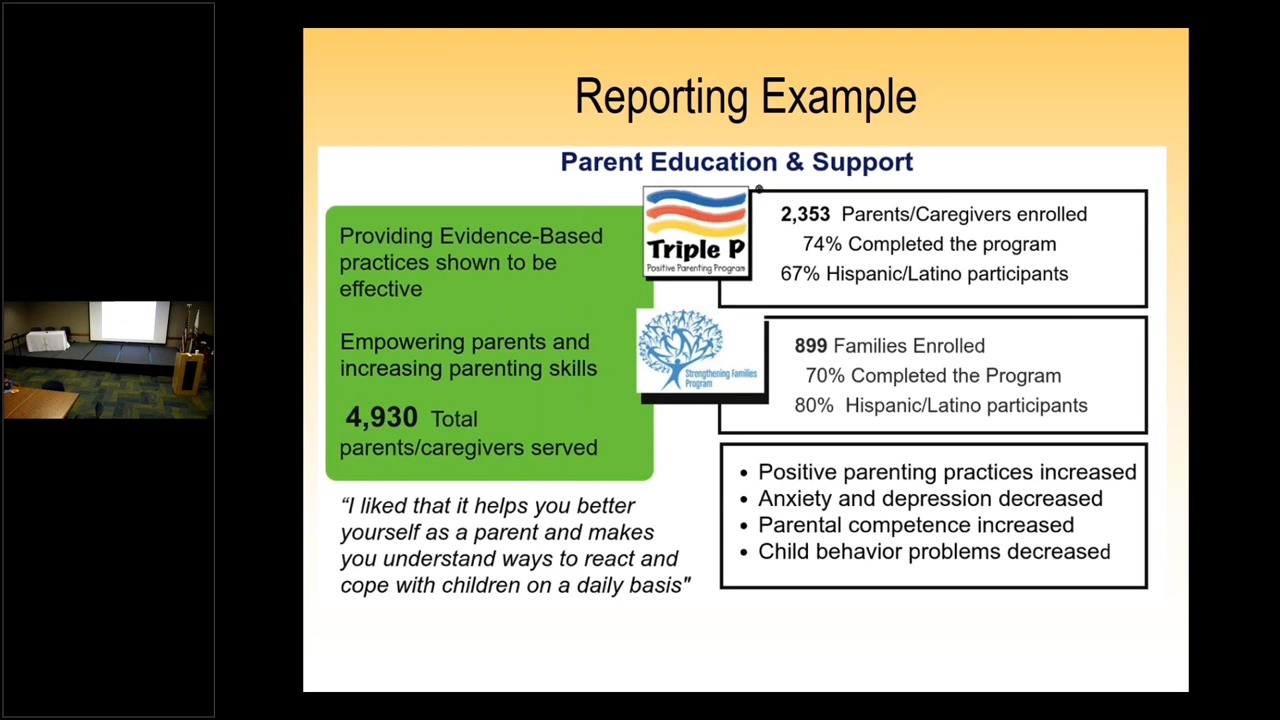 Reporting Example
Parent Education & Support
Providing Evidence-Based
practices shown to be
effective
Empowering parents and
increasing parenting skills
4,930 Total
parents/caregivers served
“I liked that it helps you better
yourself as a parent and makes
you understand ways to react and
cope with children on a daily basis"
Triple P
®
Positive Parenting Program
2,353 Parents/Caregivers enrolled
74% Completed the program
67% Hispanic/Latino participants
Strengthening Families
Program
899 Families Enrolled
70% Completed the Program
80% Hispanic/Latino participants
• Positive parenting practices increased
• Anxiety and depression decreased
• Parental competence increased
• Child behavior problems decreased